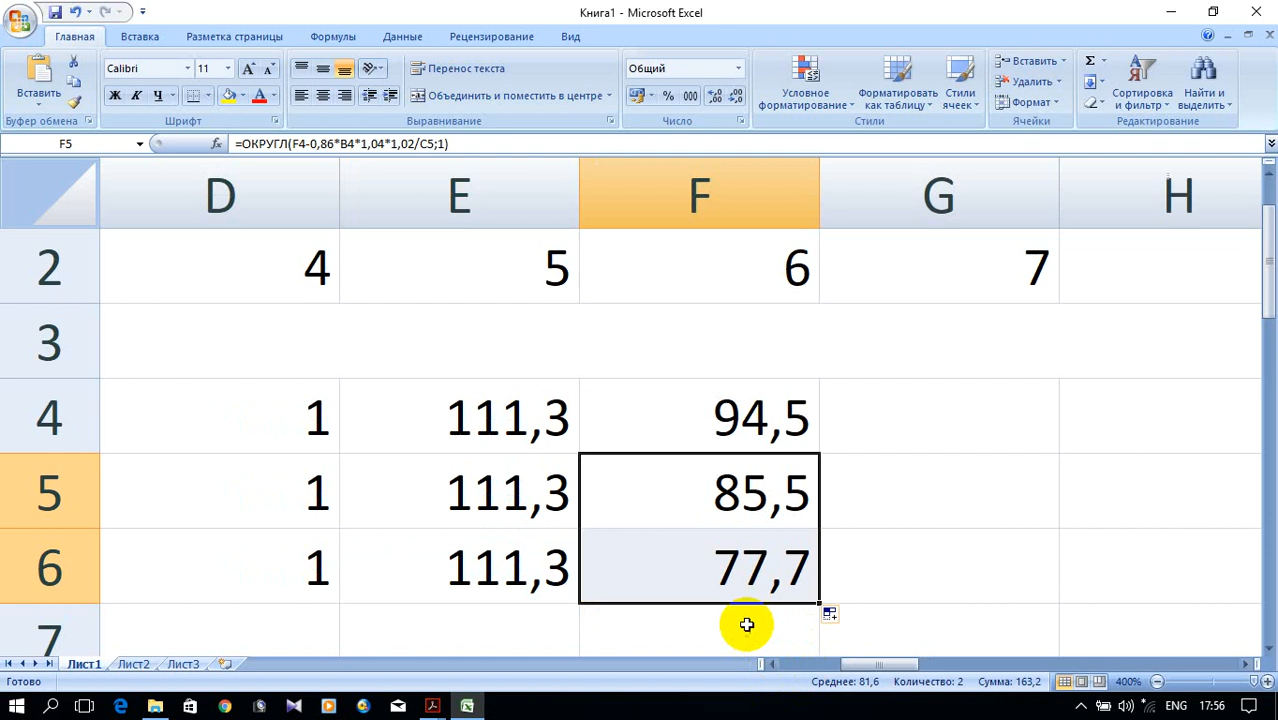 Книга1 - Microsoft Excel
Главная Вставка Разметка страницы Формулы Данные Рецензирование Вид
Calibri 11 Перенос текста Общий Вставить
Вставить Ж К Ч А Объединить и поместить в центре % 000 Условное форматирование Форматировать как таблицу Стили ячеек Удалить Формат Сортировка и фильтр Найти и выделить
Буфер обмена Шрифт Выравнивание Число Стили Ячейки Редактирование
F5 fx =ОКРУГЛ(F4-0,86*B4*1,04*1,02/C5;1)
D E F G H
2 4 5 6 7
3
4 1 111,3 94,5
5 1 111,3 85,5
6 1 111,3 77,7
7
Лист1 Лист2 Лист3
Готово Среднее: 81,6 Количество: 2 Сумма: 163,2 400%
ENG 17:56